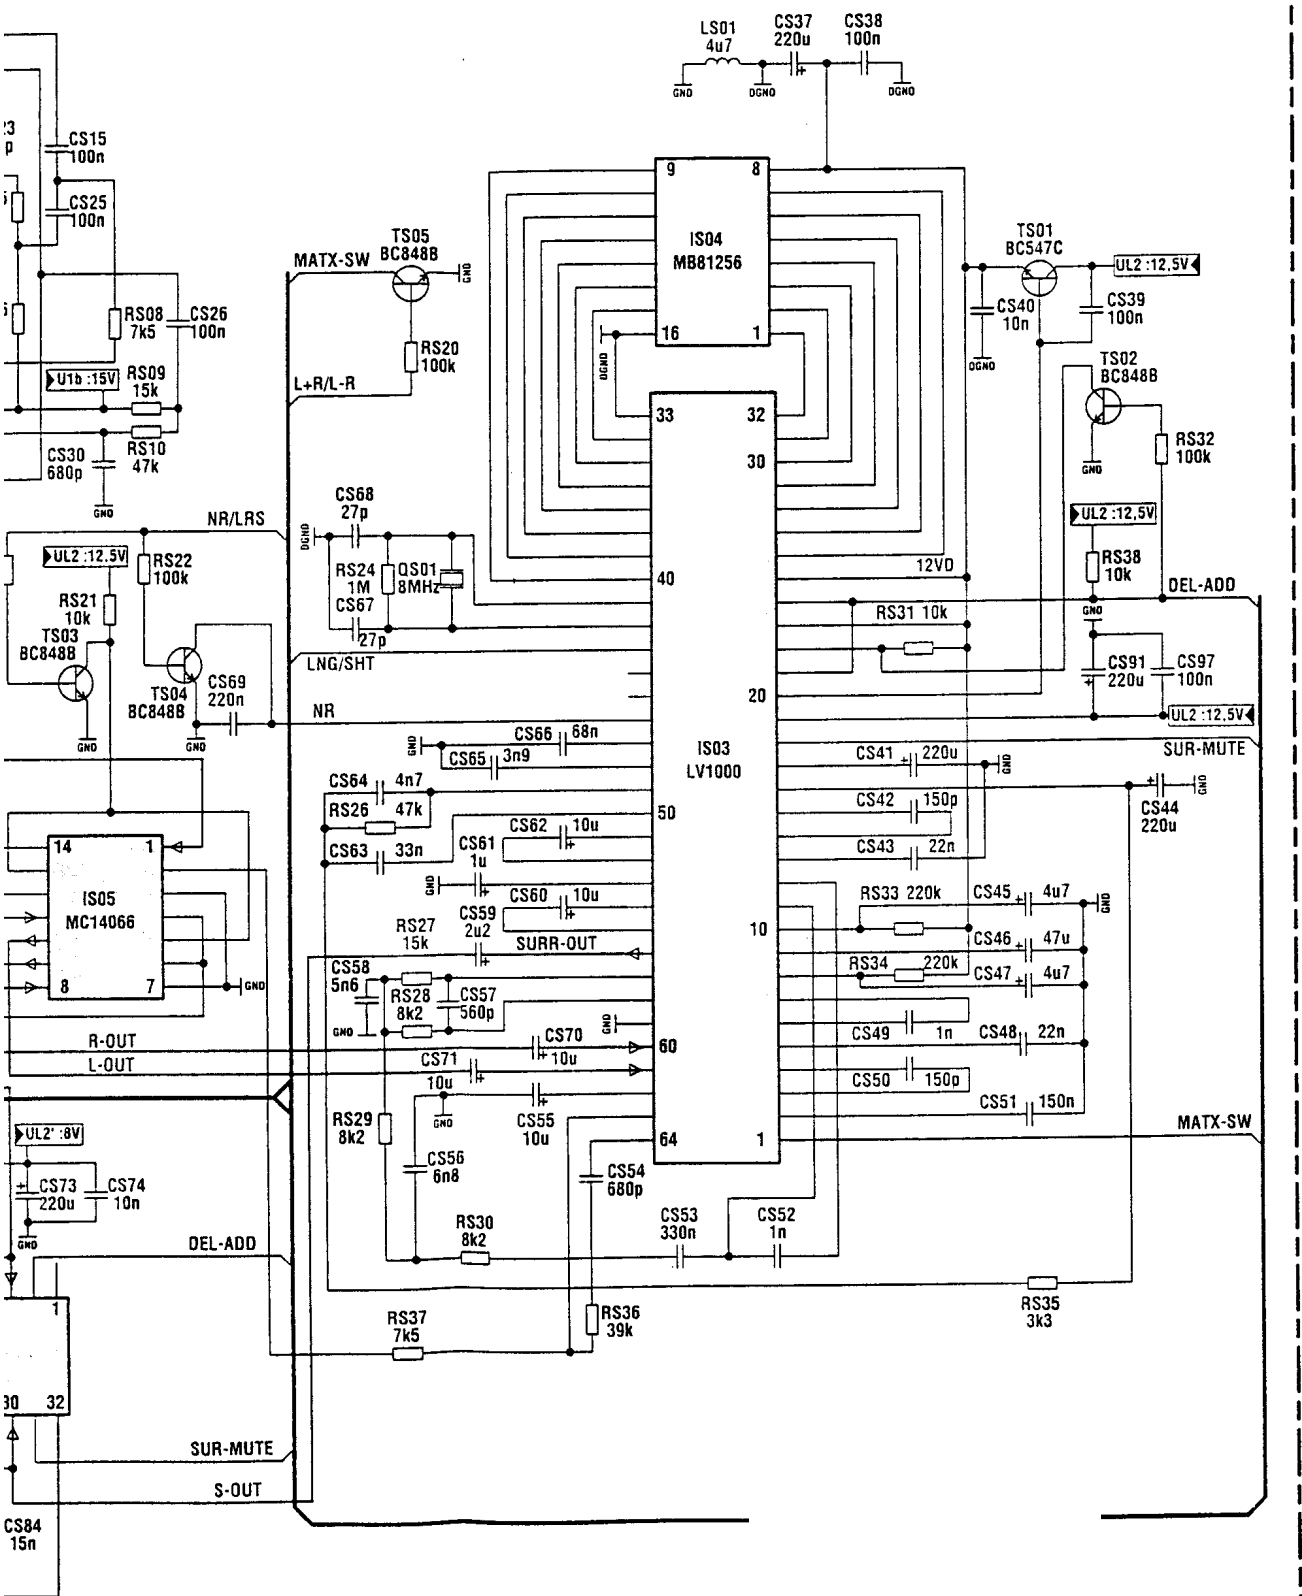 LS01
4u7
CS37
220u
CS38
100n
GND
DGND
DGND
23
p
CS15
100n
CS25
100n
9
8
IS04
MB81256
16
1
DGND
TS05
BC848B
MATX-SW
GND
TS01
BC547C
UL2 :12,5V
CS40
10n
CS39
100n
DGND
RS08
7k5
CS26
100n
RS20
100k
L+R/L-R
U1b :15V
RS09
15k
RS10
47k
CS30
680p
GND
TS02
BC848B
RS32
100k
GND
33
32
30
CS68
27p
NR/LRS
DGND
UL2 :12,5V
UL2 :12,5V
RS22
100k
RS24
1M
QS01
8MHz
CS67
27p
40
12VD
RS38
10k
DEL-ADD
RS21
10k
RS31 10k
GND
TS03
BC848B
LNG/SHT
TS04
BC848B
CS69
220n
NR
CS91
220u
CS97
100n
20
UL2 :12,5V
GND
GND
GND
CS66
68n
CS65
3n9
IS03
LV1000
SUR-MUTE
CS41
220u
GND
CS64
4n7
RS26
47k
CS42
150p
CS44
220u
GND
50
CS63
33n
CS62
10u
CS61
1u
CS43
22n
14
1
IS05
MC14066
8
7
GND
GND
CS60
10u
RS33 220k
CS45
4u7
GND
RS27
15k
CS59
2u2
SURR-OUT
10
CS46
47u
CS58
5n6
RS28
8k2
CS57
560p
RS34
220k
CS47
4u7
GND
GND
CS49
1n
CS48
22n
R-OUT
CS70
10u
60
L-OUT
CS71
10u
CS50
150p
GND
CS55
10u
CS51
150n
RS29
8k2
64
1
MATX-SW
UL2' :8V
CS56
6n8
CS54
680p
CS73
220u
CS74
10n
GND
RS30
8k2
CS53
330n
CS52
1n
DEL-ADD
1
RS35
3k3
RS37
7k5
RS36
39k
30
32
SUR-MUTE
S-OUT
CS84
15n